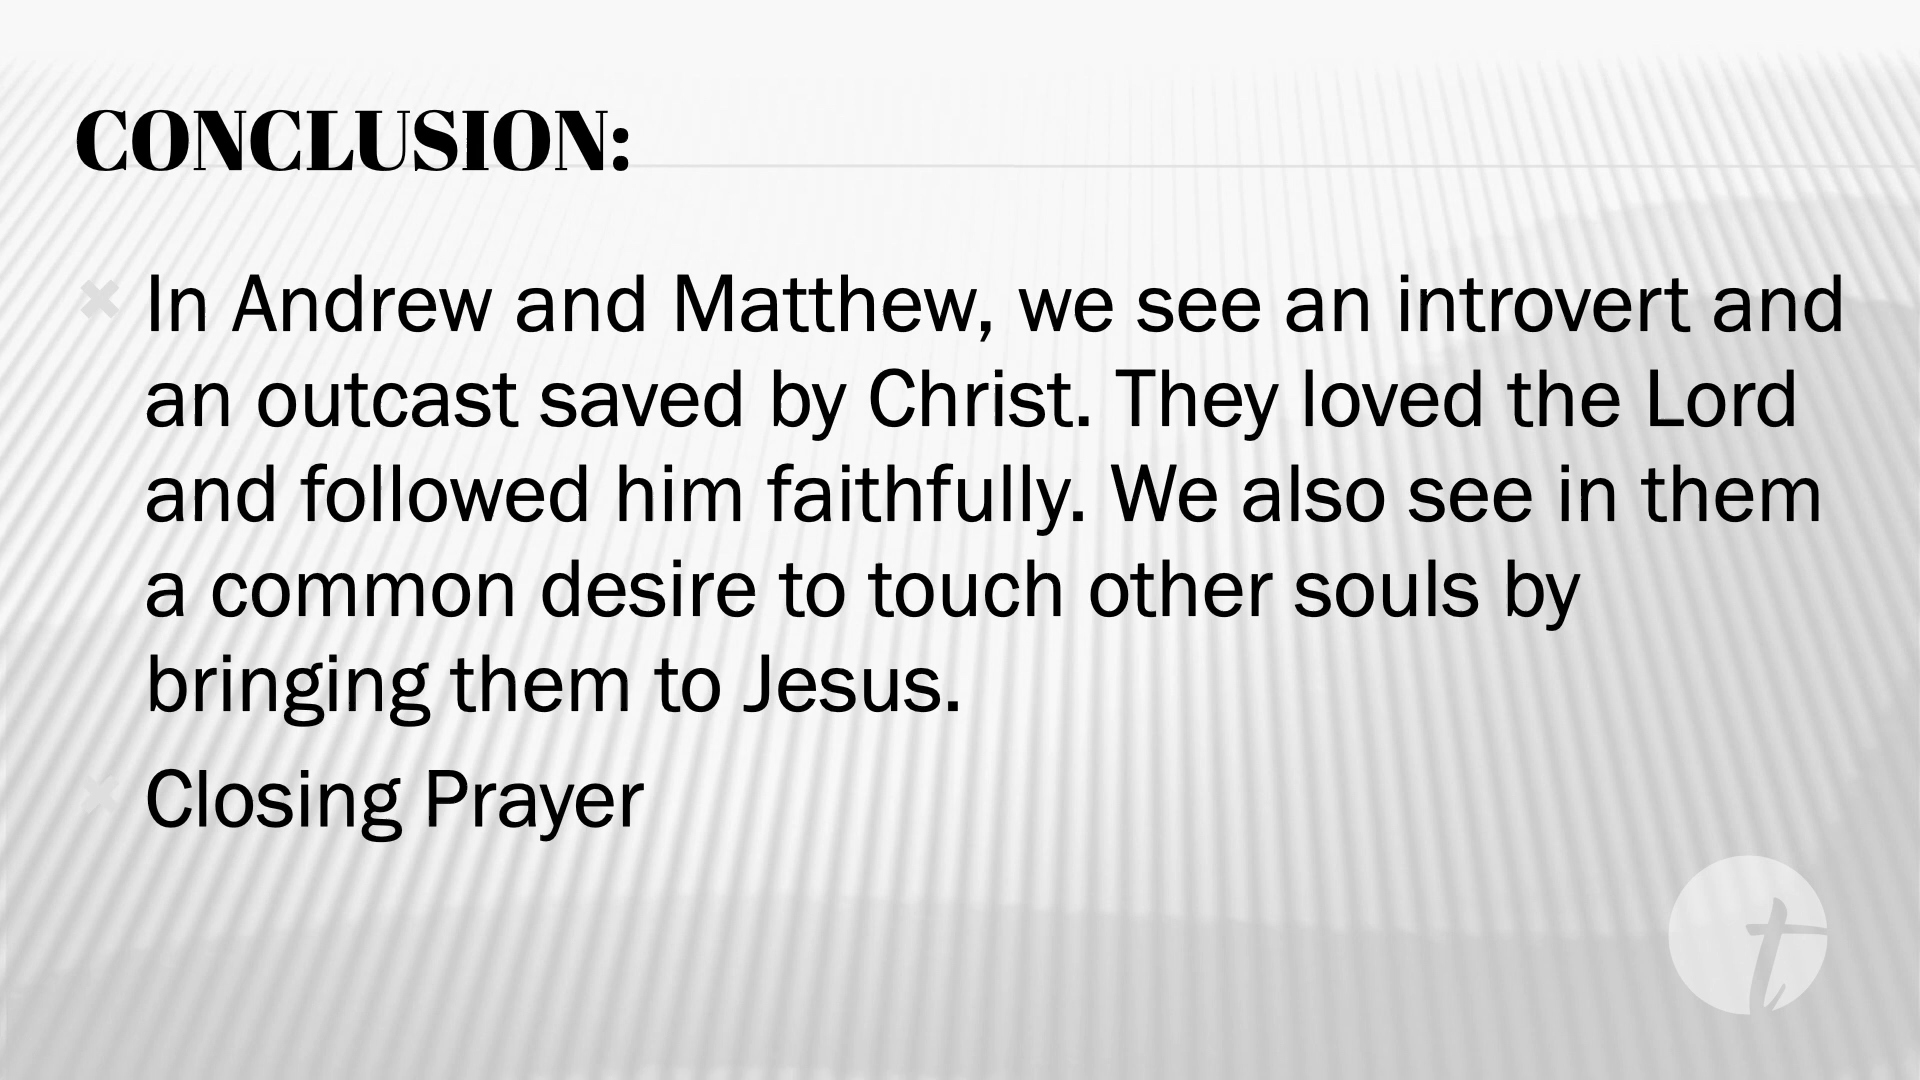 CONCLUSION:
In Andrew and Matthew, we see an introvert and
an outcast saved by Christ. They loved the Lord
and followed him faithfully. We also see in them
a common desire to touch other souls by
bringing them to Jesus.
Closing Prayer